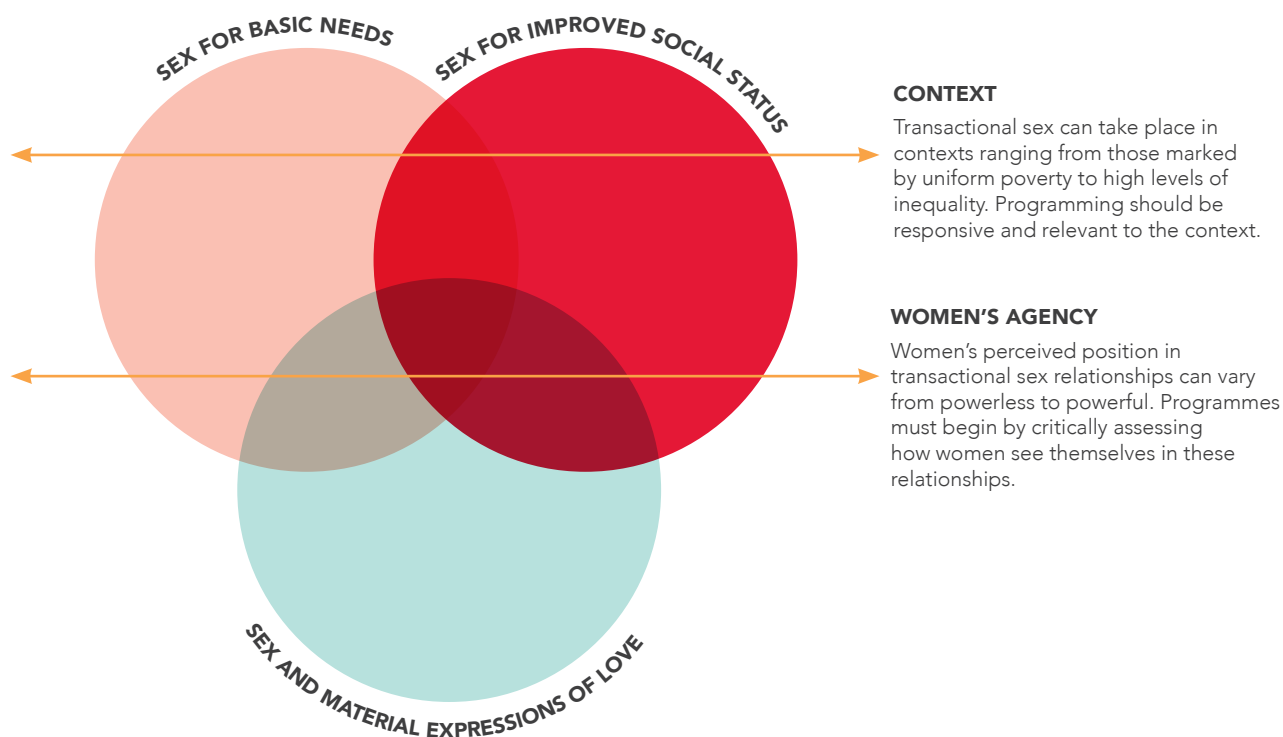 SEX FOR BASIC NEEDS
SEX FOR IMPROVED SOCIAL STATUS
CONTEXT
Transactional sex can take place in
contexts ranging from those marked
by uniform poverty to high levels of
inequality. Programming should be
responsive and relevant to the context.
WOMEN’S AGENCY
Women’s perceived position in
transactional sex relationships can vary
from powerless to powerful. Programmes
must begin by critically assessing
how women see themselves in these
relationships.
SEX AND MATERIAL EXPRESSIONS OF LOVE